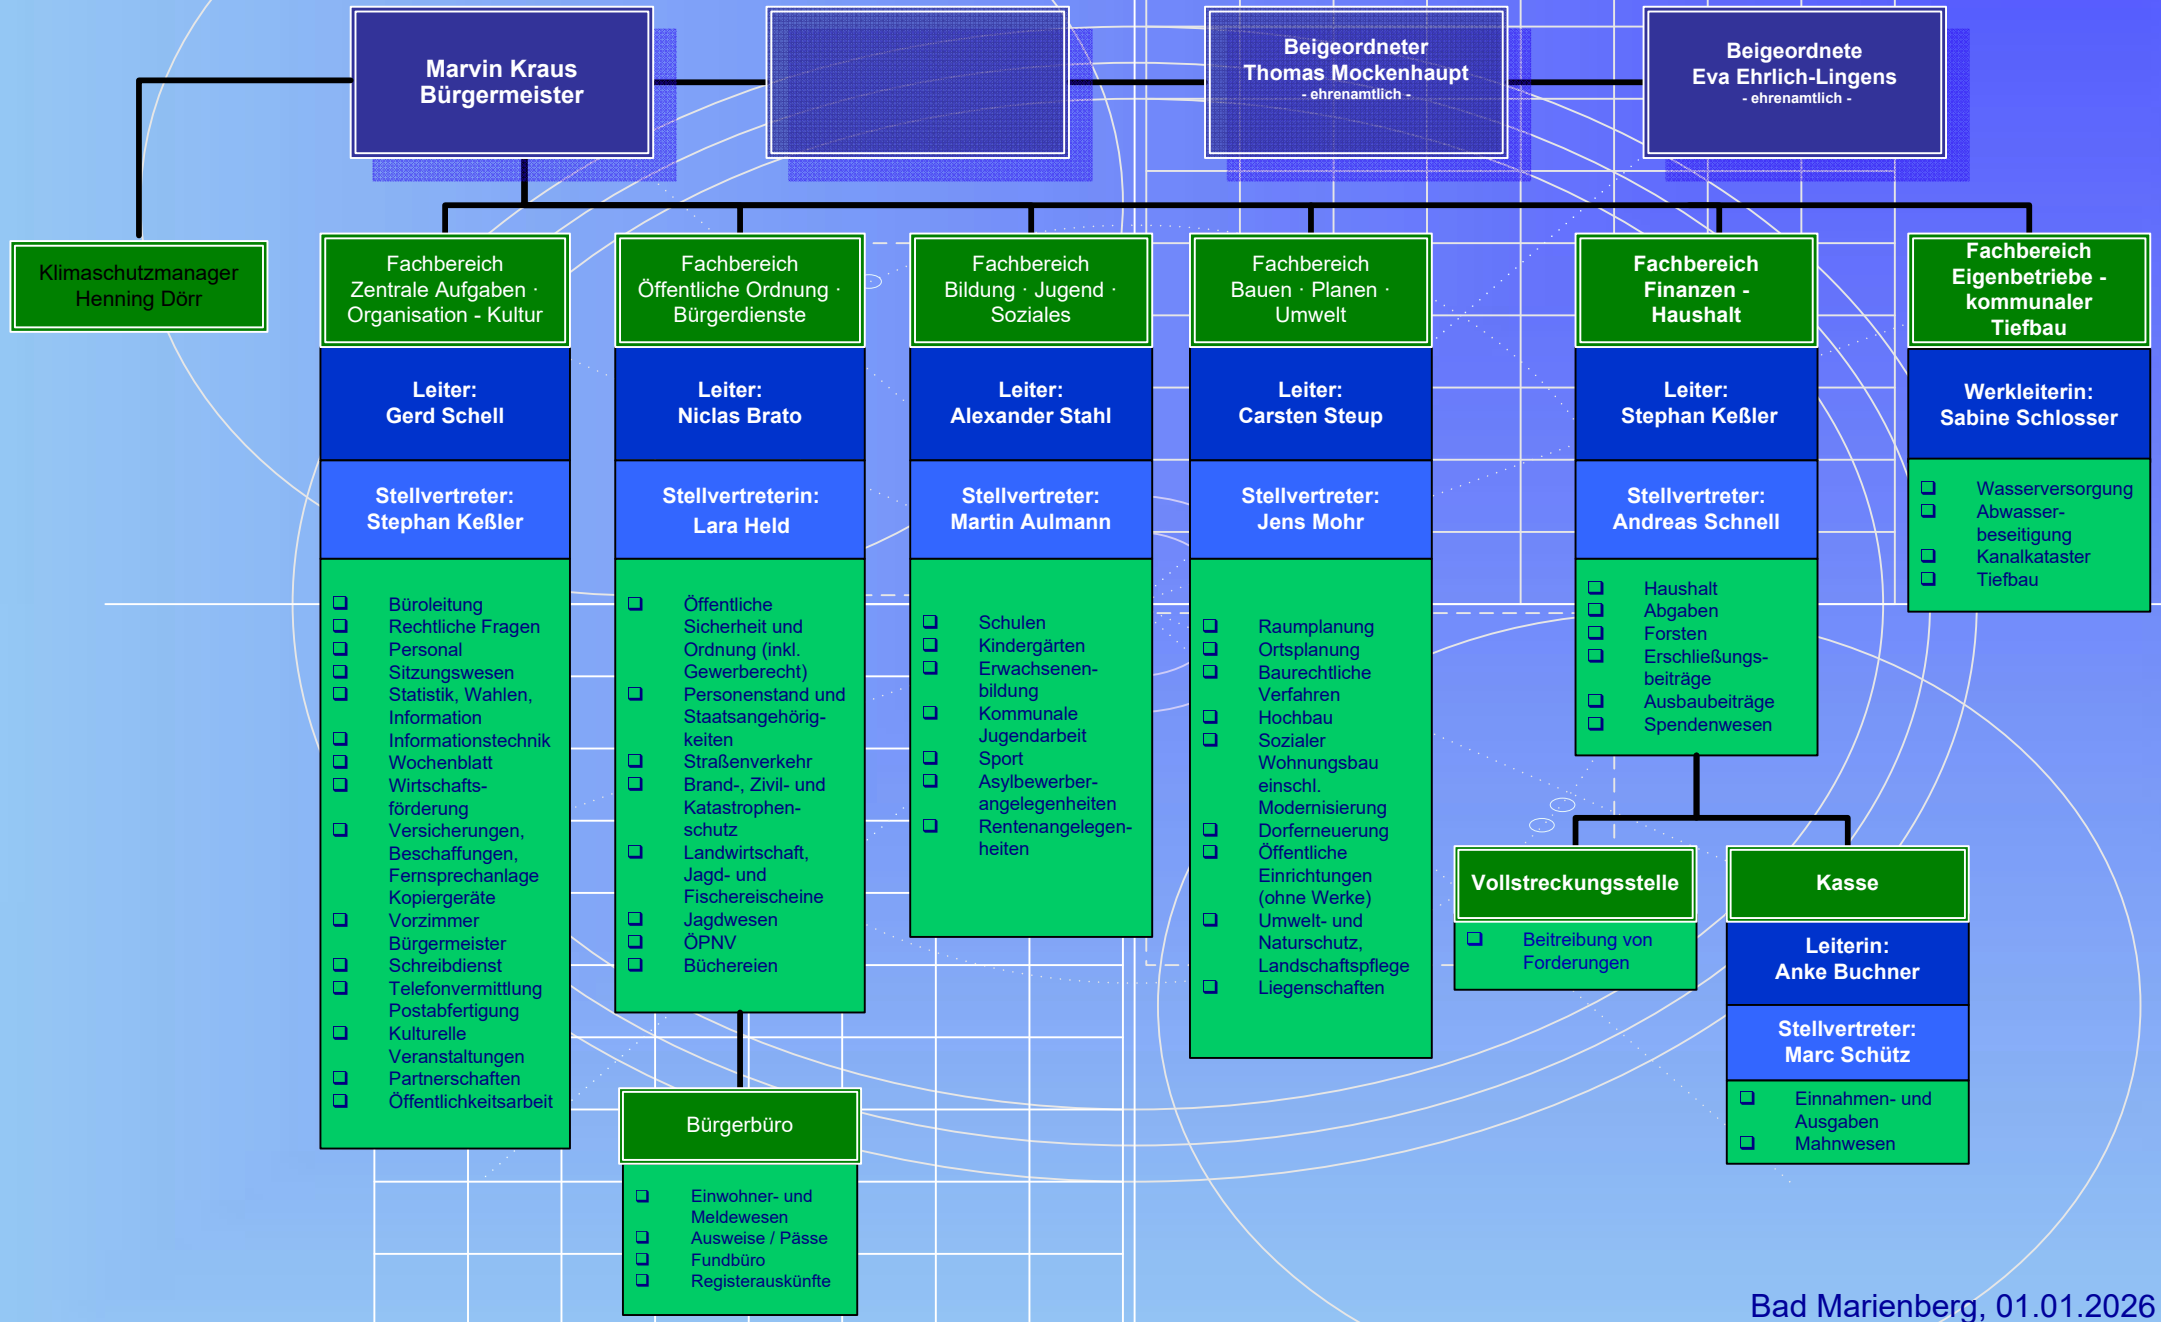 Marvin Kraus
Bürgermeister
Beigeordneter
Thomas Mockenhaupt
- ehrenamtlich -
Beigeordnete
Eva Ehrlich-Lingens
- ehrenamtlich -
Klimaschutzmanager
Henning Dörr
Fachbereich
Zentrale Aufgaben ·
Organisation - Kultur
Leiter:
Gerd Schell
Stellvertreter:
Stephan Keßler
❑ Büroleitung
❑ Rechtliche Fragen
❑ Personal
❑ Sitzungswesen
❑ Statistik, Wahlen,
Information
❑ Informationstechnik
❑ Wochenblatt
❑ Wirtschafts-
förderung
❑ Versicherungen,
Beschaffungen,
Fernsprechanlage
Kopiergeräte
❑ Vorzimmer
Bürgermeister
❑ Schreibdienst
❑ Telefonvermittlung
Postabfertigung
❑ Kulturelle
Veranstaltungen
❑ Partnerschaften
❑ Öffentlichkeitsarbeit
Fachbereich
Öffentliche Ordnung ·
Bürgerdienste
Leiter:
Niclas Brato
Stellvertreterin:
Lara Held
❑ Öffentliche
Sicherheit und
Ordnung (inkl.
Gewerberecht)
❑ Personenstand und
Staatsangehörig-
keiten
❑ Straßenverkehr
❑ Brand-, Zivil- und
Katastrophen-
schutz
❑ Landwirtschaft,
Jagd- und
Fischereischeine
❑ Jagdwesen
❑ ÖPNV
❑ Büchereien
Bürgerbüro
❑ Einwohner- und
Meldewesen
❑ Ausweise / Pässe
❑ Fundbüro
❑ Registerauskünfte
Fachbereich
Bildung · Jugend ·
Soziales
Leiter:
Alexander Stahl
Stellvertreter:
Martin Aulmann
❑ Schulen
❑ Kindergärten
❑ Erwachsenen-
bildung
❑ Kommunale
Jugendarbeit
❑ Sport
❑ Asylbewerber-
angelegenheiten
❑ Rentenangelegen-
heiten
Fachbereich
Bauen · Planen ·
Umwelt
Leiter:
Carsten Steup
Stellvertreter:
Jens Mohr
❑ Raumplanung
❑ Ortsplanung
❑ Baurechtliche
Verfahren
❑ Hochbau
❑ Sozialer
Wohnungsbau
einschl.
Modernisierung
❑ Dorferneuerung
❑ Öffentliche
Einrichtungen
(ohne Werke)
❑ Umwelt- und
Naturschutz,
Landschaftspflege
❑ Liegenschaften
Fachbereich
Finanzen -
Haushalt
Leiter:
Stephan Keßler
Stellvertreter:
Andreas Schnell
❑ Haushalt
❑ Abgaben
❑ Forsten
❑ Erschließungs-
beiträge
❑ Ausbaubeiträge
❑ Spendenwesen
Vollstreckungsstelle
❑ Beitreibung von
Forderungen
Kasse
Leiterin:
Anke Buchner
Stellvertreter:
Marc Schütz
❑ Einnahmen- und
Ausgaben
❑ Mahnwesen
Fachbereich
Eigenbetriebe -
kommunaler
Tiefbau
Werkleiterin:
Sabine Schlosser
❑ Wasserversorgung
❑ Abwasser-
beseitigung
❑ Kanalkataster
❑ Tiefbau
Bad Marienberg, 01.01.2026